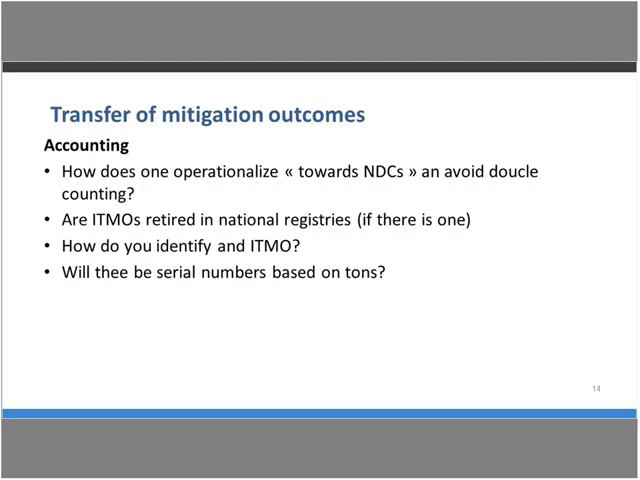 Transfer of mitigation outcomes
Accounting
• How does one operationalize « towards NDCs » an avoid doucle
counting?
• Are ITMOs retired in national registries (if there is one)
• How do you identify and ITMO?
• Will thee be serial numbers based on tons?
14